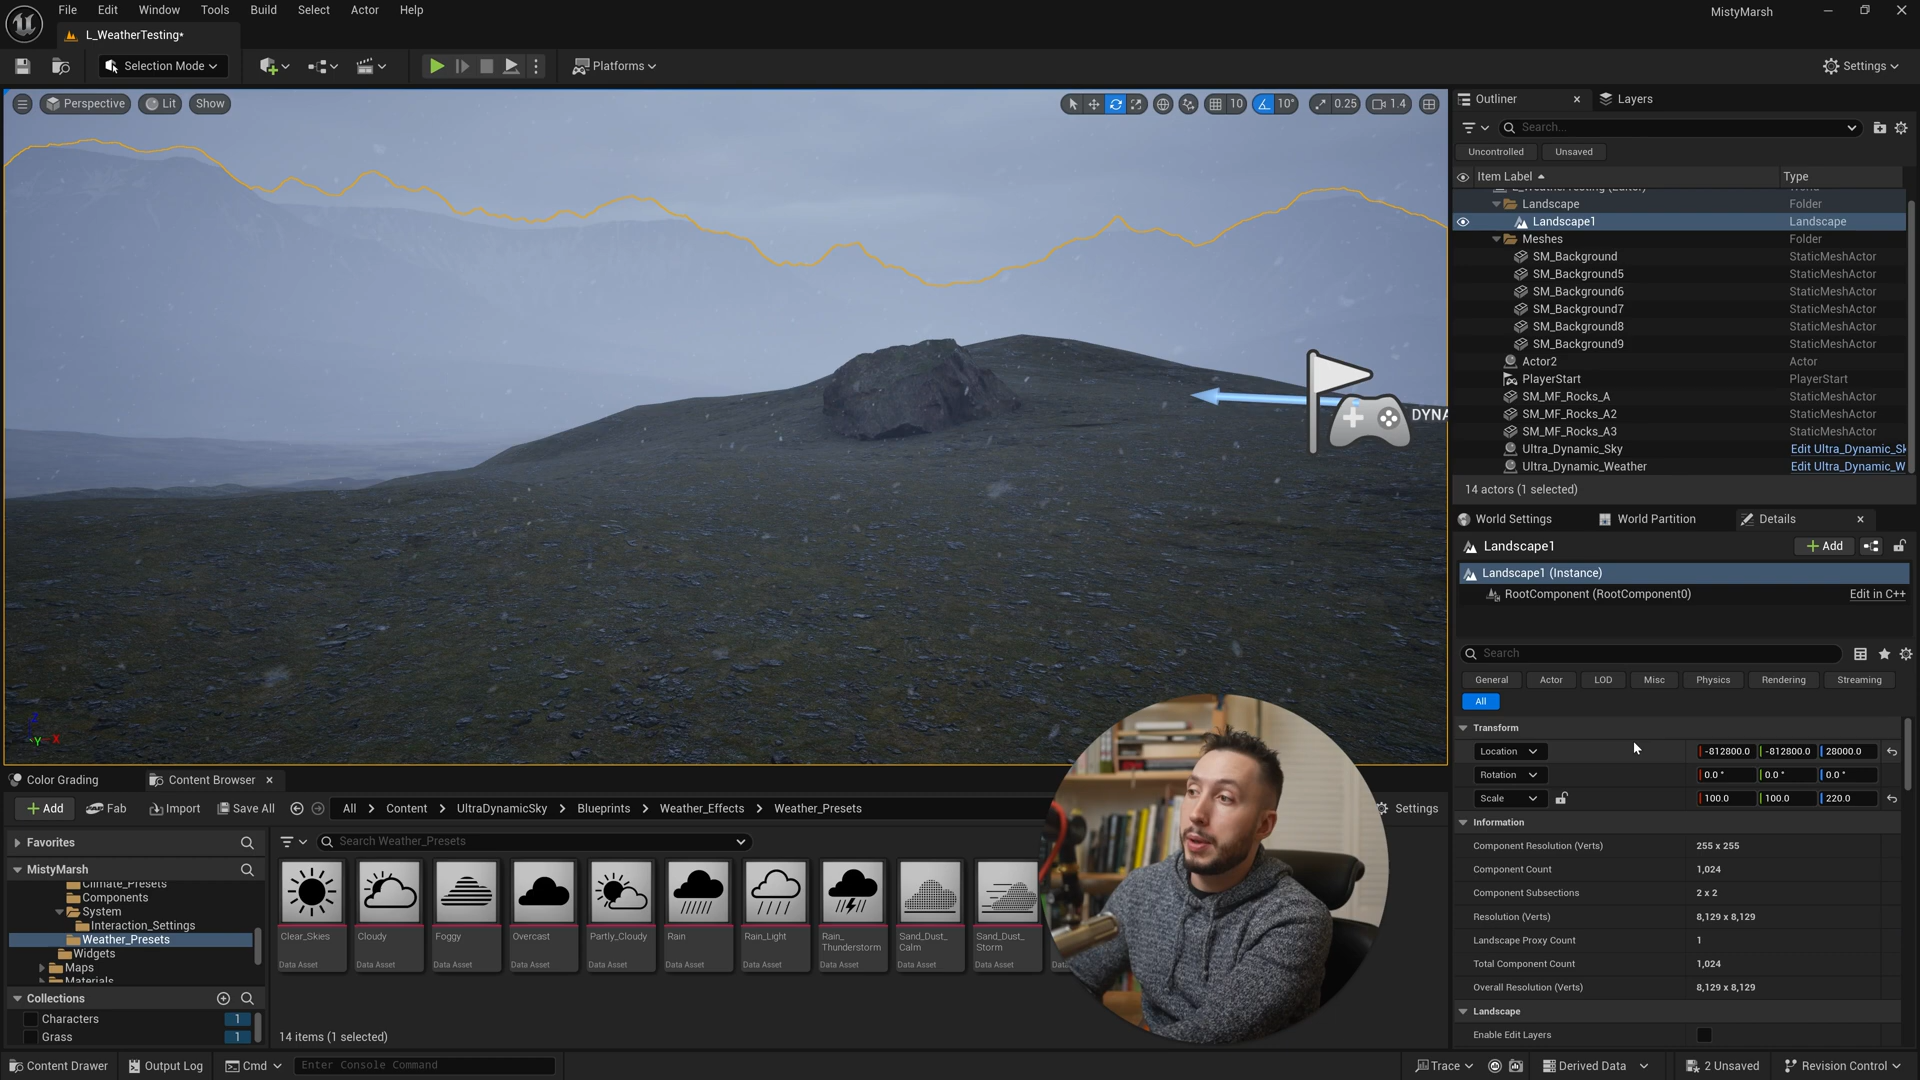 File Edit Window Tools Build Select Actor Help
MistyMarsh
L_WeatherTesting*
Selection Mode
Platforms
Settings
Perspective Lit Show
10 10° 0.25 1.4
DYNA
Z
Y X
Outliner Layers
Search...
Uncontrolled Unsaved
Item Label Type
Landscape Folder
Landscape1 Landscape
Meshes Folder
SM_Background StaticMeshActor
SM_Background5 StaticMeshActor
SM_Background6 StaticMeshActor
SM_Background7 StaticMeshActor
SM_Background8 StaticMeshActor
SM_Background9 StaticMeshActor
Actor2 Actor
PlayerStart PlayerStart
SM_MF_Rocks_A StaticMeshActor
SM_MF_Rocks_A2 StaticMeshActor
SM_MF_Rocks_A3 StaticMeshActor
Ultra_Dynamic_Sky Edit Ultra_Dynamic_Sk
Ultra_Dynamic_Weather Edit Ultra_Dynamic_W
14 actors (1 selected)
World Settings World Partition Details
Landscape1
Add
Landscape1 (Instance)
RootComponent (RootComponent0) Edit in C++
Search
General Actor LOD Misc Physics Rendering Streaming
All
Transform
Location -812800.0 -812800.0 28000.0
Rotation 0.0 ° 0.0 ° 0.0 °
Scale 100.0 100.0 220.0
Information
Component Resolution (Verts) 255 x 255
Component Count 1,024
Component Subsections 2 x 2
Resolution (Verts) 8,129 x 8,129
Landscape Proxy Count 1
Total Component Count 1,024
Overall Resolution (Verts) 8,129 x 8,129
Landscape
Enable Edit Layers
Color Grading Content Browser
Add Fab Import Save All All Content UltraDynamicSky Blueprints Weather_Effects Weather_Presets Settings
Favorites
MistyMarsh
Climate_Presets
Components
System
Interaction_Settings
Weather_Presets
Widgets
Maps
Materials
Collections
Characters 1
Grass 1
Search Weather_Presets
Clear_Skies Cloudy Foggy Overcast Partly_Cloudy Rain Rain_Light Rain_ Sand_Dust_ Sand_Dust_
Thunderstorm Calm Storm
Data Asset Data Asset Data Asset Data Asset Data Asset Data Asset Data Asset Data Asset Data Asset Data Asset
14 items (1 selected)
Content Drawer Output Log Cmd Enter Console Command
Trace Derived Data 2 Unsaved Revision Control